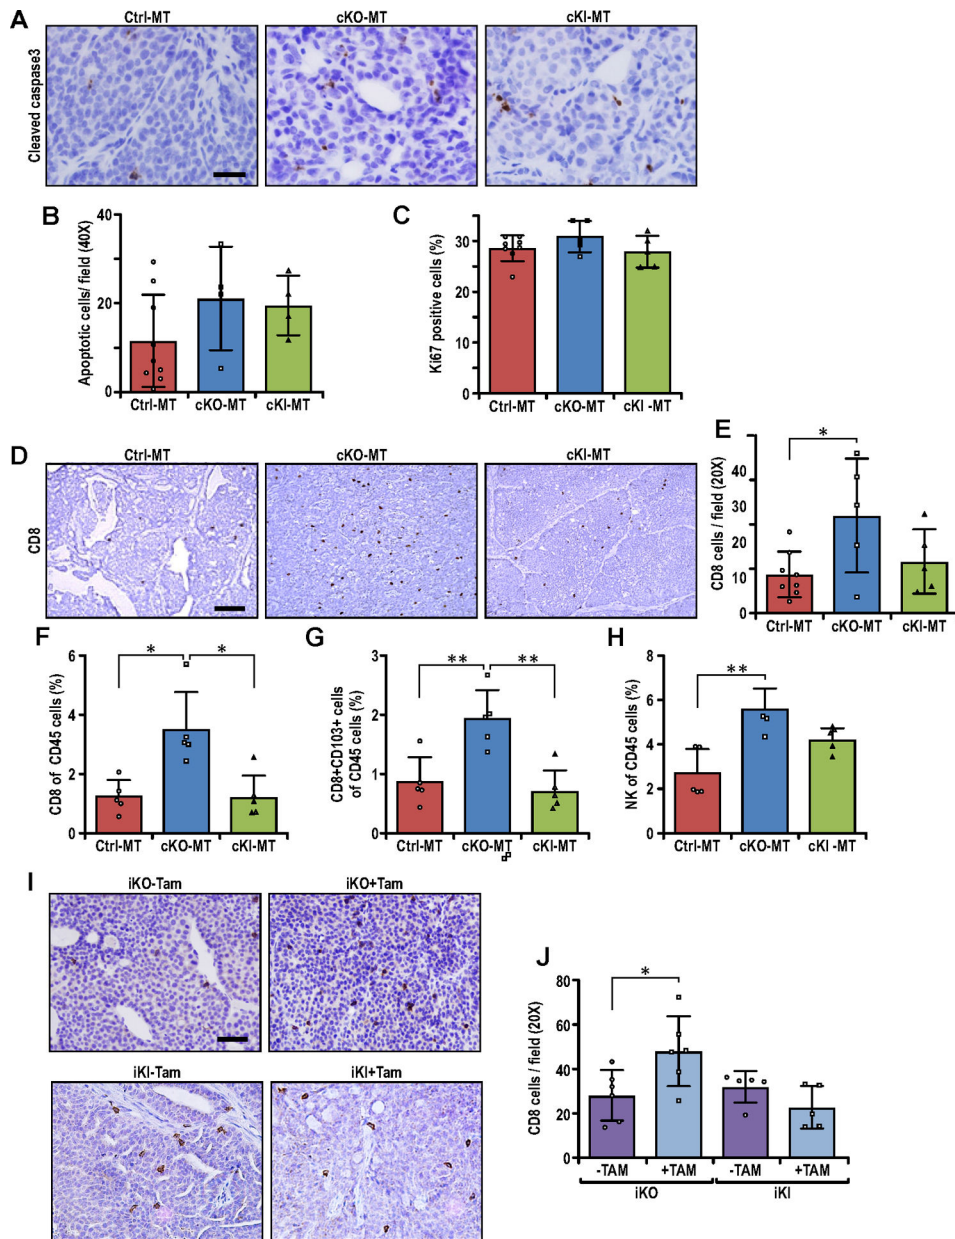 A
Ctrl-MT
cKO-MT
cKI-MT
Cleaved caspase3
B
Apoptotic cells/ field (40X)
40
20
0
Ctrl-MT
cKO-MT
cKI-MT
C
Ki67 positive cells (%)
30
20
10
0
Ctrl-MT
cKO-MT
cKI -MT
D
Ctrl-MT
cKO-MT
cKI-MT
CD8
E
CD8 cells / field (20X)
40
30
20
10
0
*
Ctrl-MT
cKO-MT
cKI-MT
F
CD8 of CD45 cells (%)
6
4
2
0
*
*
Ctrl-MT
cKO-MT
cKI-MT
G
CD8+CD103+ cells
of CD45 cells (%)
3
2
1
0
**
**
Ctrl-MT
cKO-MT
cKI-MT
H
NK of CD45 cells (%)
8
6
4
2
0
**
Ctrl-MT
cKO-MT
cKI -MT
I
iKO-Tam
iKO+Tam
iKI-Tam
iKI+Tam
J
CD8 cells / field (20X)
80
60
40
20
0
*
-TAM
+TAM
-TAM
+TAM
iKO
iKI